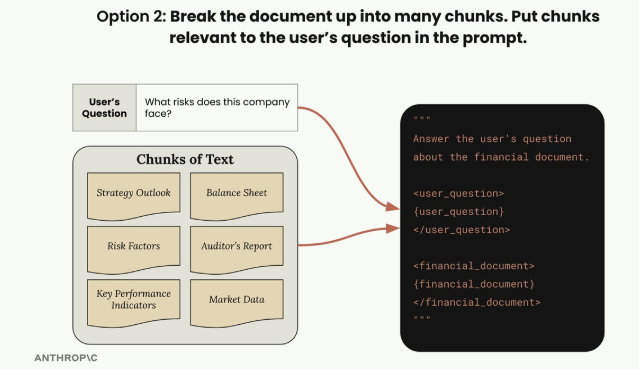 Option 2: Break the document up into many chunks. Put chunks
relevant to the user's question in the prompt.
User's
Question
What risks does this company
face?
Chunks of Text
Strategy Outlook
Balance Sheet
Risk Factors
Auditor's Report
Key Performance
Indicators
Market Data
"""
Answer the user's question
about the financial document.
<user_question>
{user_question}
</user_question>
<financial_document>
{financial_document}
</financial_document>
"""
ANTHROP\C